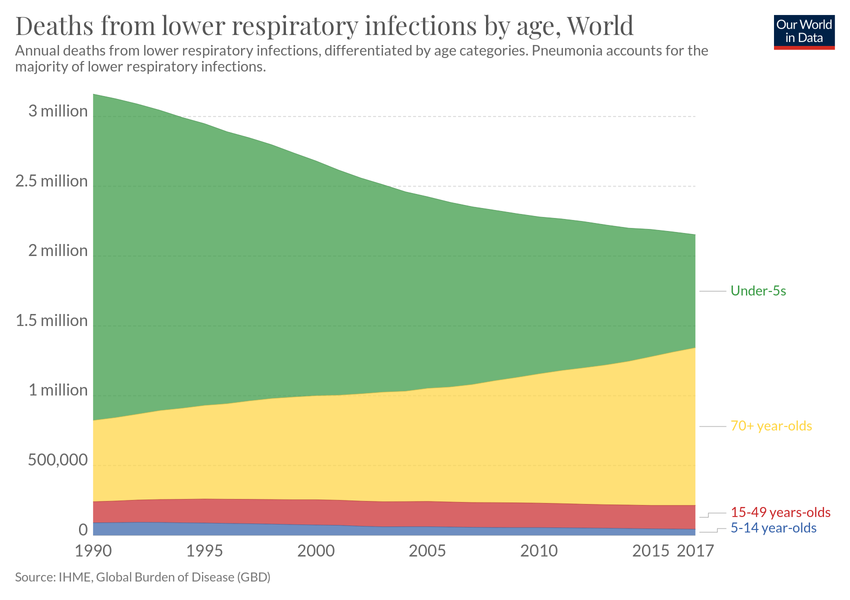 Deaths from lower respiratory infections by age, World
Our World
in Data
Annual deaths from lower respiratory infections, differentiated by age categories. Pneumonia accounts for the
majority of lower respiratory infections.
3 million
2.5 million
2 million
1.5 million
1 million
500,000
0
Under-5s
70+ year-olds
15-49 years-olds
5-14 year-olds
1990
1995
2000
2005
2010
2015
2017
Source: IHME, Global Burden of Disease (GBD)